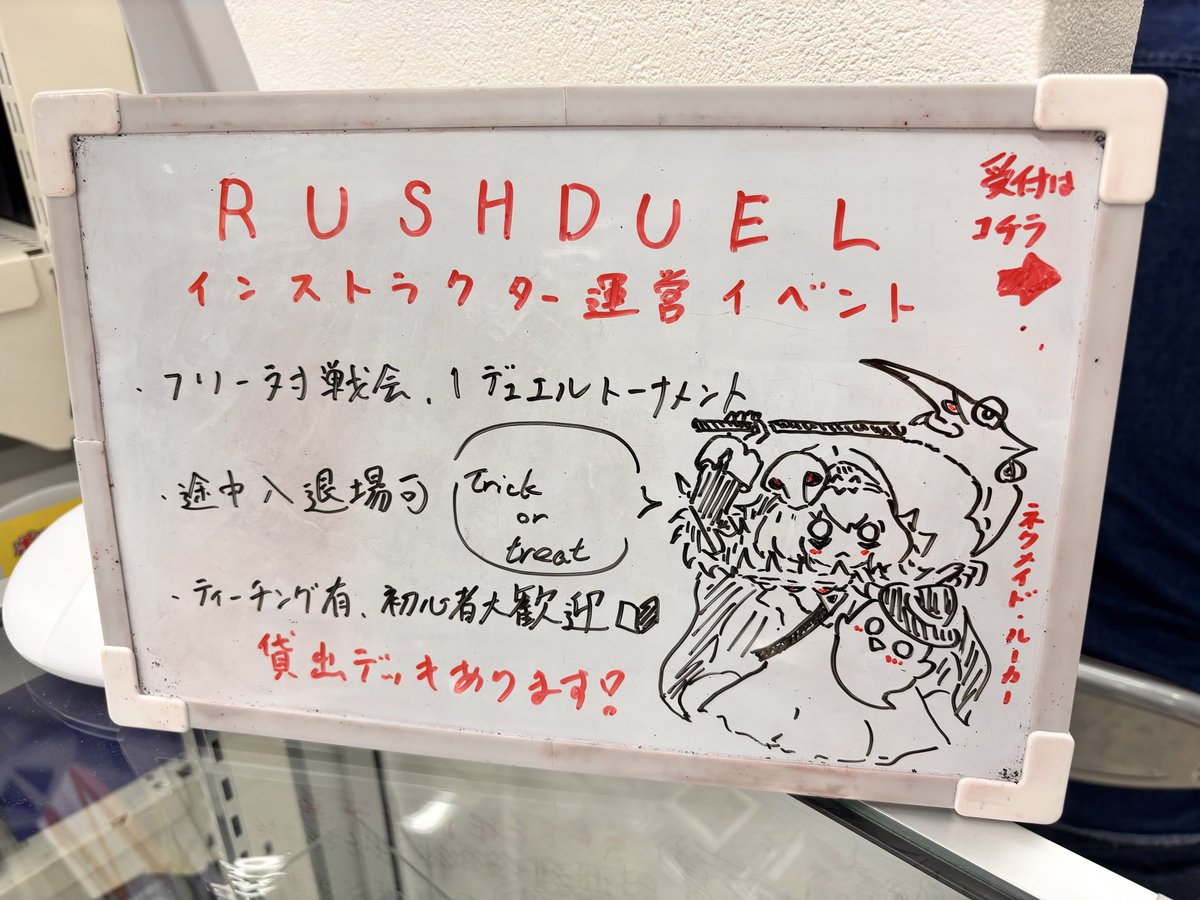 RUSHDUEL
インストラクター運営イベント
受付は
コチラ
・フリー対戦会、1デュエルトーナメント
・途中入退場可
Trick
or
treat
・ティーチング有、初心者大歓迎
貸出デッキあります!
ネクメイド・ルーカー